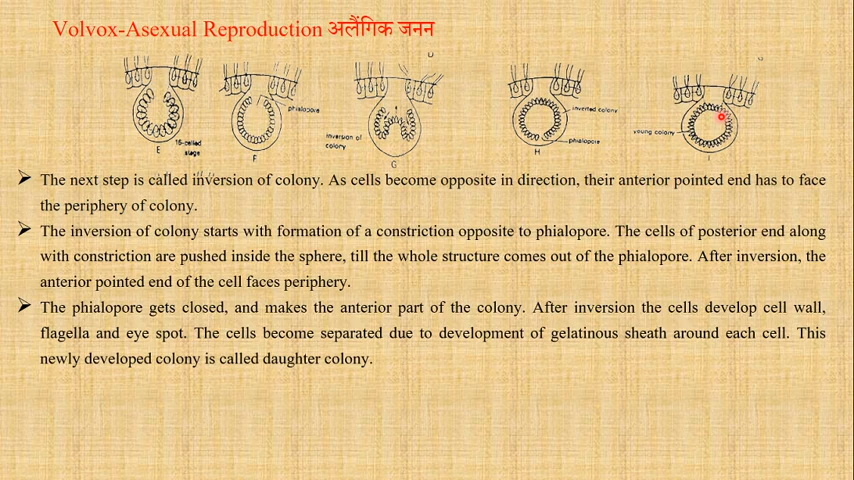 Volvox-Asexual Reproduction अलैंगिक जनन
phialopore
inversion of
colony
inverted colony
phialopore
young colony
16-celled
stage
E
F
G
H
I
The next step is called inversion of colony. As cells become opposite in direction, their anterior pointed end has to face
the periphery of colony.
The inversion of colony starts with formation of a constriction opposite to phialopore. The cells of posterior end along
with constriction are pushed inside the sphere, till the whole structure comes out of the phialopore. After inversion, the
anterior pointed end of the cell faces periphery.
The phialopore gets closed, and makes the anterior part of the colony. After inversion the cells develop cell wall,
flagella and eye spot. The cells become separated due to development of gelatinous sheath around each cell. This
newly developed colony is called daughter colony.